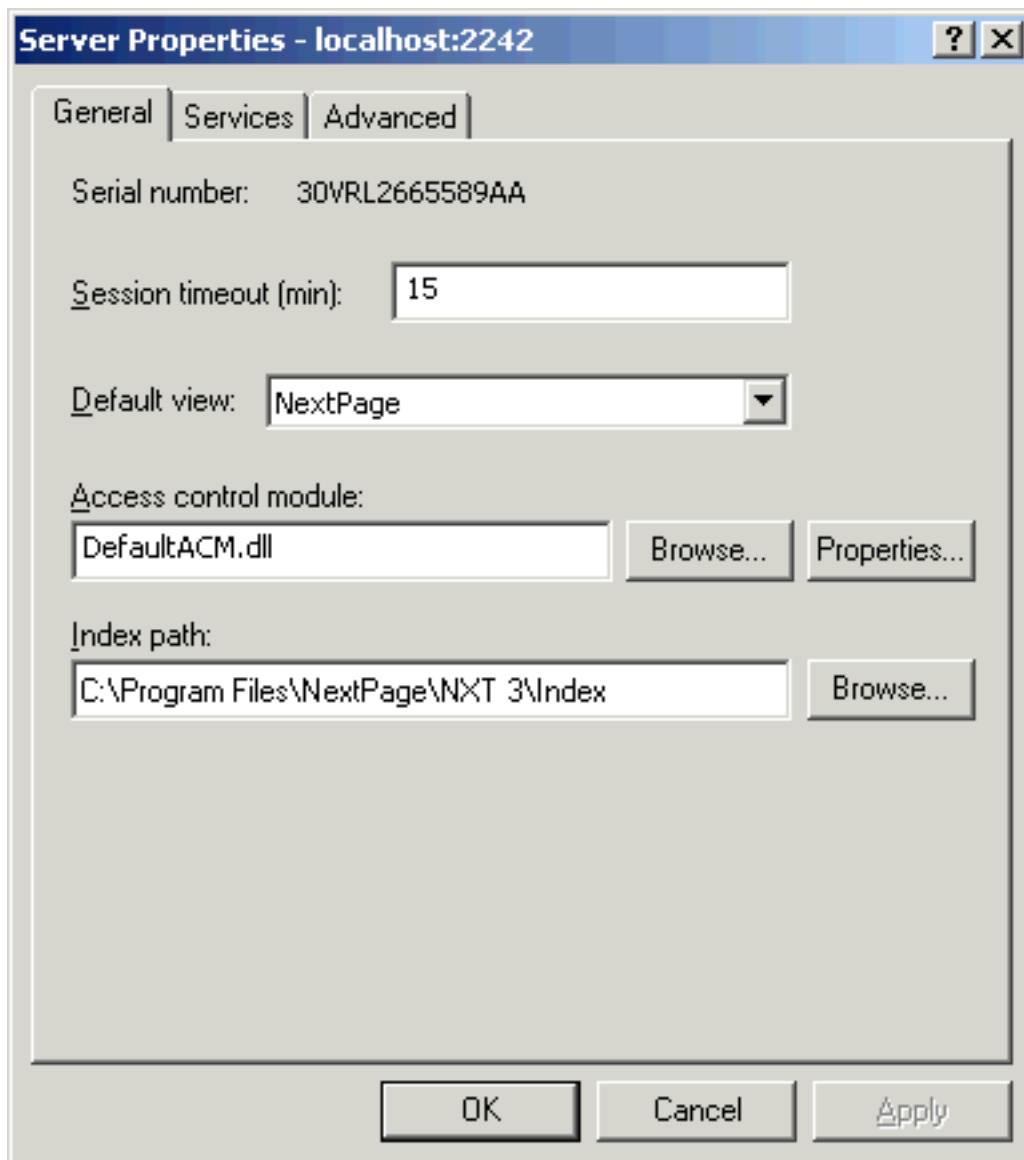 Server Properties - localhost:2242
General Services Advanced
Serial number: 30VRL2665589AA
Session timeout (min): 15
Default view: NextPage
Access control module:
DefaultACM.dll Browse... Properties...
Index path:
C:\Program Files\NextPage\NXT 3\Index Browse...
OK Cancel Apply